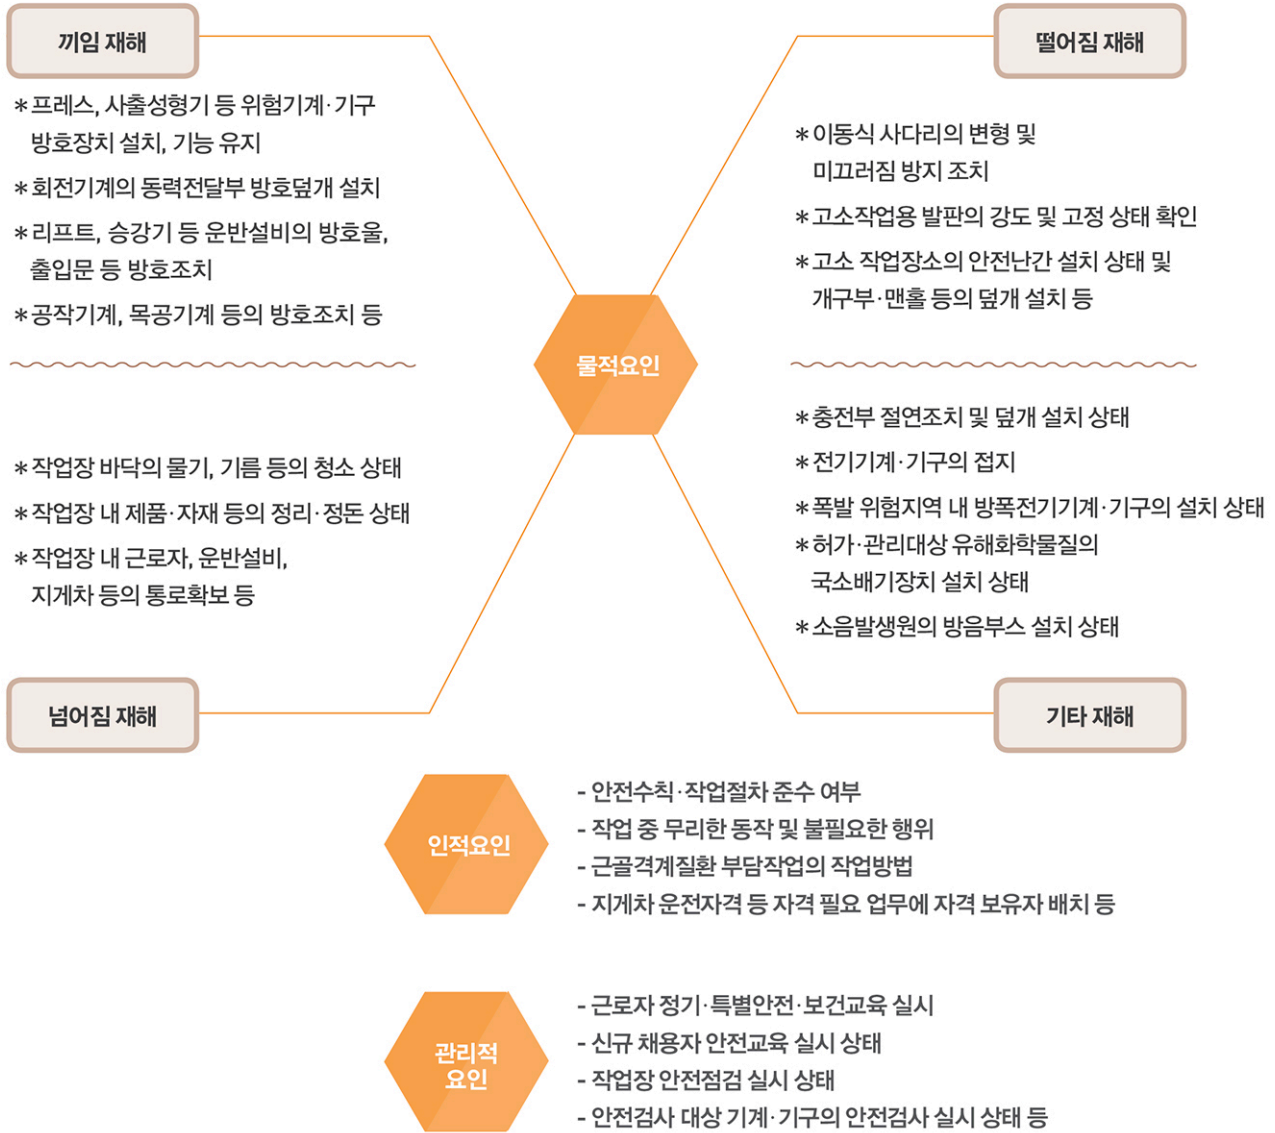 끼임 재해
* 프레스, 사출성형기 등 위험기계·기구
방호장치 설치, 기능 유지
* 회전기계의 동력전달부 방호덮개 설치
* 리프트, 승강기 등 운반설비의 방호울,
출입문 등 방호조치
* 공작기계, 목공기계 등의 방호조치 등
떨어짐 재해
* 이동식 사다리의 변형 및
미끄러짐 방지 조치
* 고소작업용 발판의 강도 및 고정 상태 확인
* 고소 작업장소의 안전난간 설치 상태 및
개구부·맨홀 등의 덮개 설치 등
물적요인
* 작업장 바닥의 물기, 기름 등의 청소 상태
* 작업장 내 제품·자재 등의 정리·정돈 상태
* 작업장 내 근로자, 운반설비,
지게차 등의 통로확보 등
넘어짐 재해
* 충전부 절연조치 및 덮개 설치 상태
* 전기기계·기구의 접지
* 폭발 위험지역 내 방폭전기기계·기구의 설치 상태
* 허가·관리대상 유해화학물질의
국소배기장치 설치 상태
* 소음발생원의 방음부스 설치 상태
기타 재해
인적요인
- 안전수칙·작업절차 준수 여부
- 작업 중 무리한 동작 및 불필요한 행위
- 근골격계질환 부담작업의 작업방법
- 지게차 운전자격 등 자격 필요 업무에 자격 보유자 배치 등
관리적
요인
- 근로자 정기·특별안전·보건교육 실시
- 신규 채용자 안전교육 실시 상태
- 작업장 안전점검 실시 상태
- 안전검사 대상 기계·기구의 안전검사 실시 상태 등